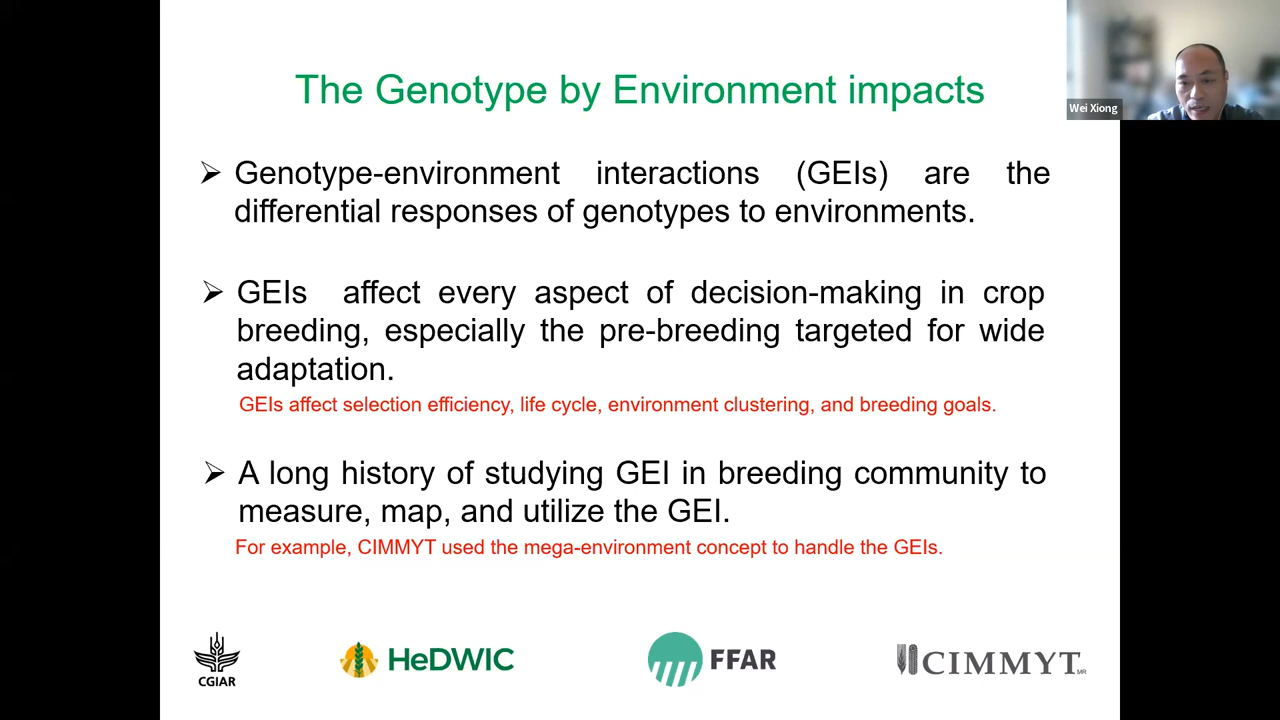 The Genotype by Environment impacts
Wei Xiong
➢ Genotype-environment interactions (GEIs) are the
differential responses of genotypes to environments.
➢ GEIs affect every aspect of decision-making in crop
breeding, especially the pre-breeding targeted for wide
adaptation.
GEIs affect selection efficiency, life cycle, environment clustering, and breeding goals.
➢ A long history of studying GEI in breeding community to
measure, map, and utilize the GEI.
For example, CIMMYT used the mega-environment concept to handle the GEIs.
CGIAR
HeDWIC
FFAR
CIMMYT MR